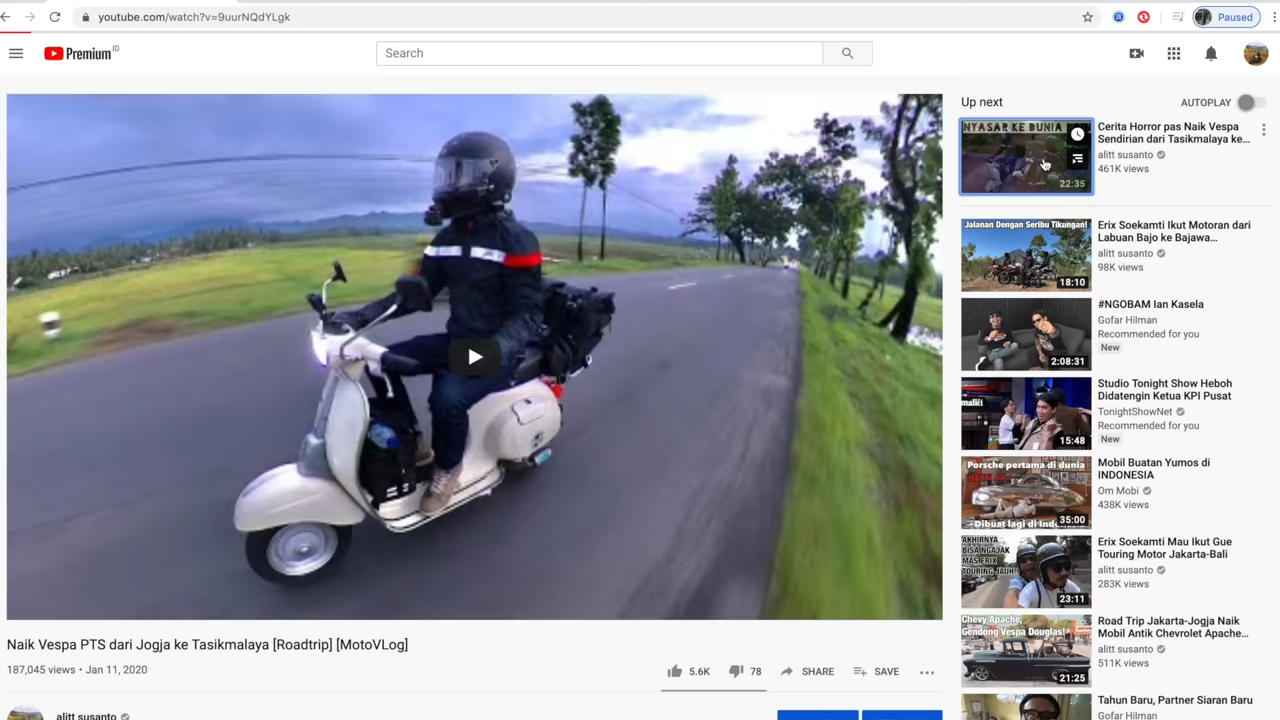 youtube.com/watch?v=9uurNQdYLgk
Paused
Premium ID
Search
Up next
AUTOPLAY
NYASAR KE DUNIA
22:35
Cerita Horror pas Naik Vespa
Sendirian dari Tasikmalaya ke...
alitt susanto
461K views
Jalanan Dengan Seribu Tikungan!
18:10
Erix Soekamti Ikut Motoran dari
Labuan Bajo ke Bajawa...
alitt susanto
98K views
2:08:31
#NGOBAM Ian Kasela
Gofar Hilman
Recommended for you
New
15:48
Studio Tonight Show Heboh
Didatengin Ketua KPI Pusat
TonightShowNet
Recommended for you
New
Porsche pertama di dunia
35:00
Mobil Buatan Yumos di
INDONESIA
Om Mobi
438K views
AKHIRNYA
BISA NGAJAK
MAS ERIX
TOURING JAUH!!
23:11
Erix Soekamti Mau Ikut Gue
Touring Motor Jakarta-Bali
alitt susanto
283K views
Chevy Apache,
Gendong Vespa Douglas!
21:25
Road Trip Jakarta-Jogja Naik
Mobil Antik Chevrolet Apache...
alitt susanto
511K views
Tahun Baru, Partner Siaran Baru
Gofar Hilman
Naik Vespa PTS dari Jogja ke Tasikmalaya [Roadtrip] [MotoVLog]
187,045 views • Jan 11, 2020
5.6K
78
SHARE
SAVE
alitt susanto